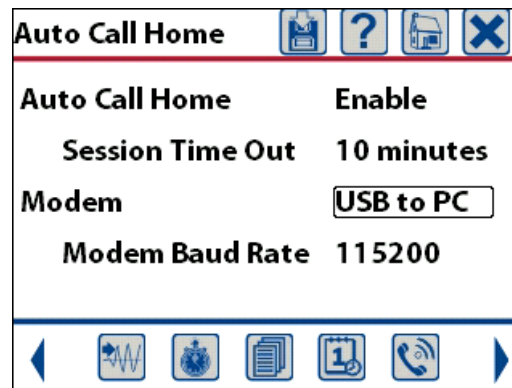 Auto Call Home ?
Auto Call Home Enable
Session Time Out 10 minutes
Modem USB to PC
Modem Baud Rate 115200
1